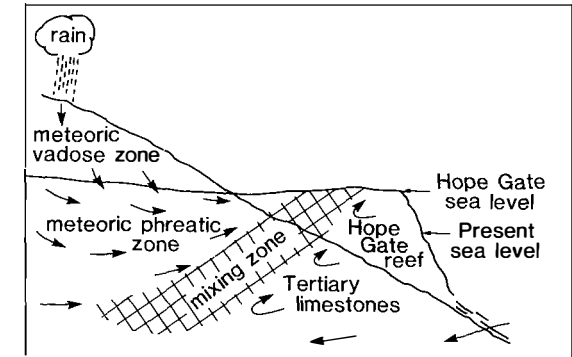 rain
meteoric
vadose zone
Hope Gate
sea level
meteoric phreatic
zone
Hope
Gate
reef
Present
sea level
mixing zone
Tertiary
limestones